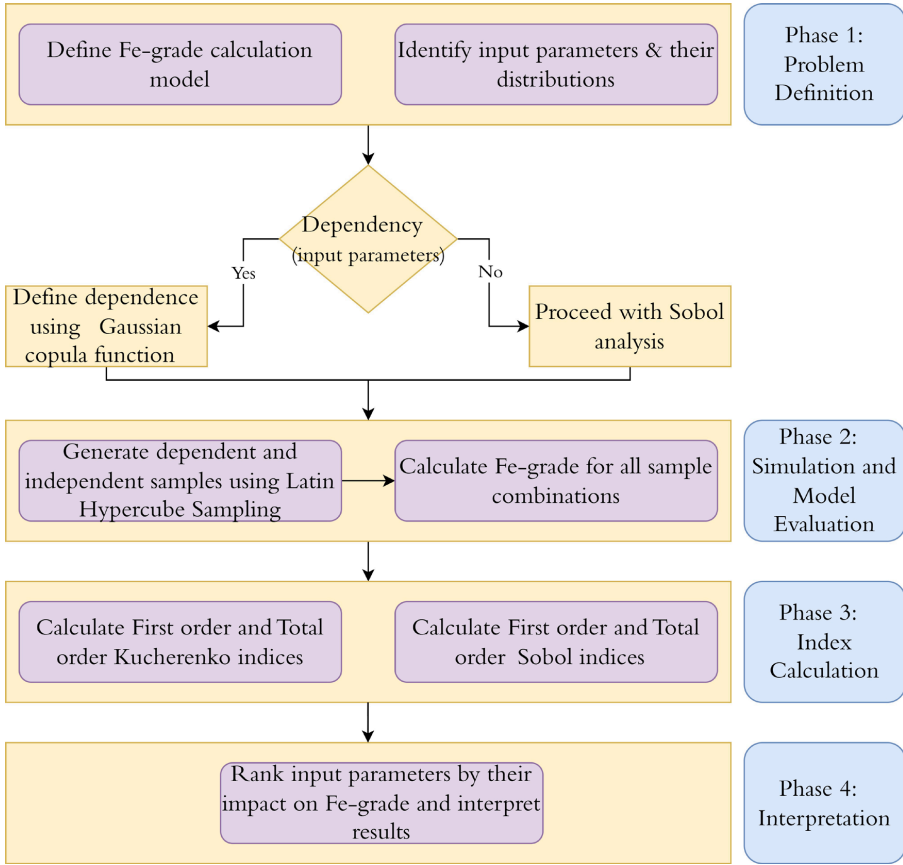 Define Fe-grade calculation
model
Identify input parameters & their
distributions
Phase 1:
Problem
Definition
Dependency
(input parameters)
Yes
No
Define dependence
using Gaussian
copula function
Proceed with Sobol
analysis
Generate dependent and
independent samples using Latin
Hypercube Sampling
Calculate Fe-grade for all sample
combinations
Phase 2:
Simulation and
Model
Evaluation
Calculate First order and Total
order Kucherenko indices
Calculate First order and Total
order Sobol indices
Phase 3:
Index
Calculation
Rank input parameters by their
impact on Fe-grade and interpret
results
Phase 4:
Interpretation